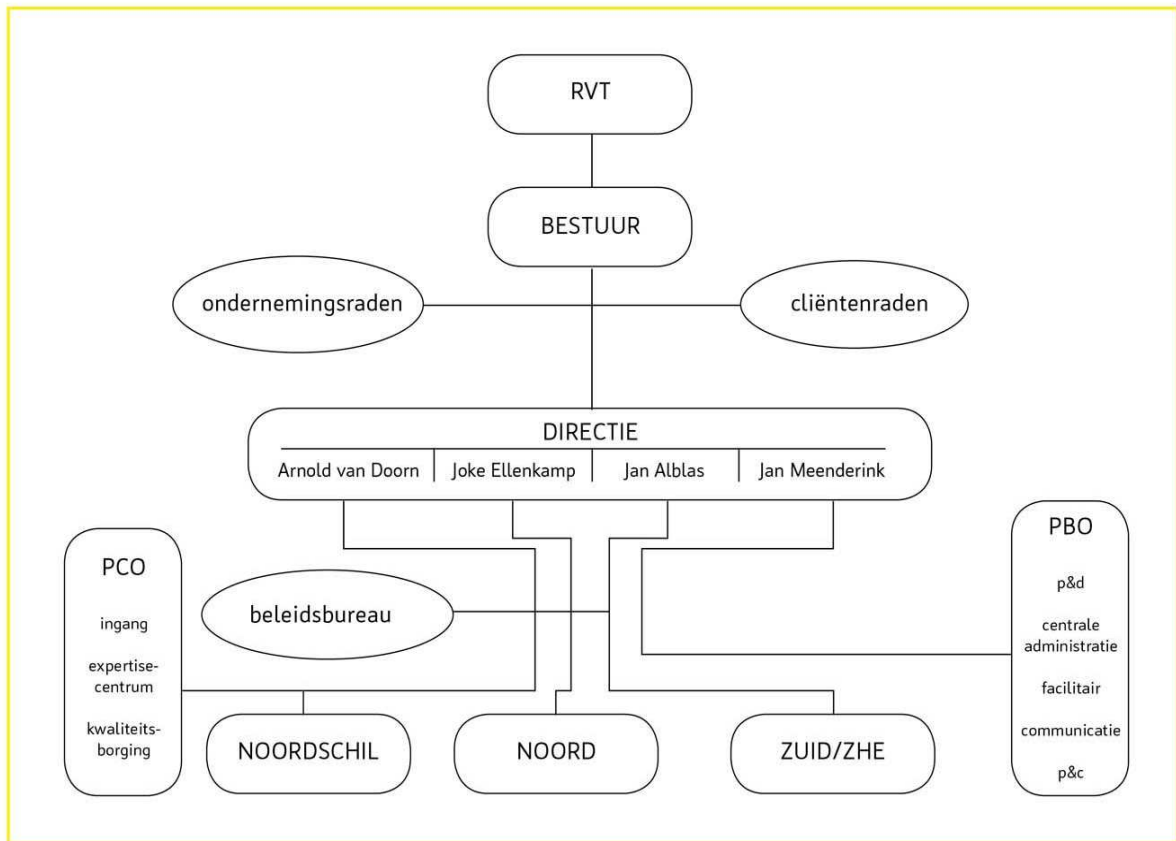 RVT
BESTUUR
ondernemingsraden
cliëntenraden
DIRECTIE
Arnold van Doorn
Joke Ellenkamp
Jan Alblas
Jan Meenderink
PCO
ingang
expertise-
centrum
kwaliteits-
borging
beleidsbureau
PBO
p&d
centrale
administratie
facilitair
communicatie
p&c
NOORDSCHIL
NOORD
ZUID/ZHE